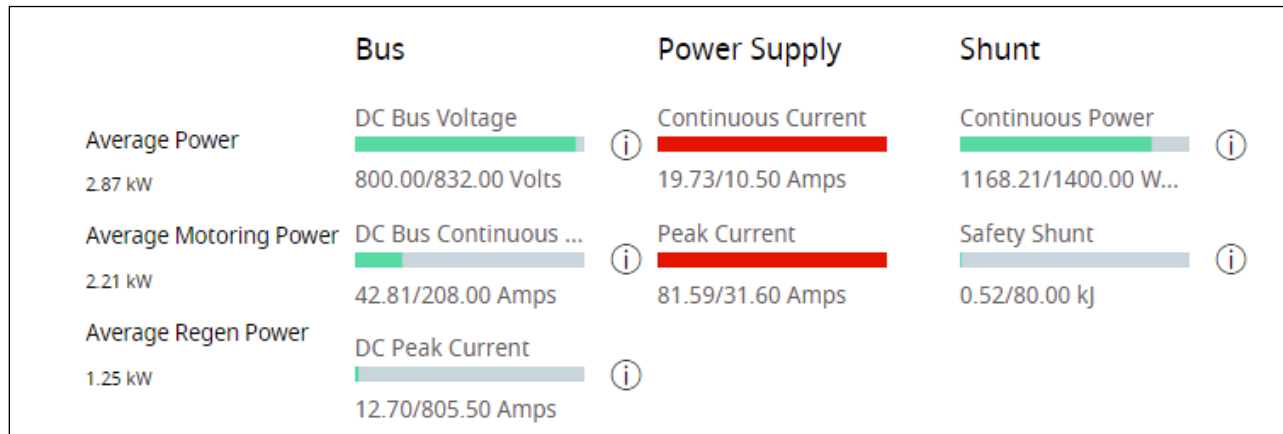 Bus
Power Supply
Shunt
Average Power
2.87 kW
Average Motoring Power
2.21 kW
Average Regen Power
1.25 kW
DC Bus Voltage
800.00/832.00 Volts
DC Bus Continuous ...
42.81/208.00 Amps
DC Peak Current
12.70/805.50 Amps
Continuous Current
19.73/10.50 Amps
Peak Current
81.59/31.60 Amps
Continuous Power
1168.21/1400.00 W...
Safety Shunt
0.52/80.00 kJ